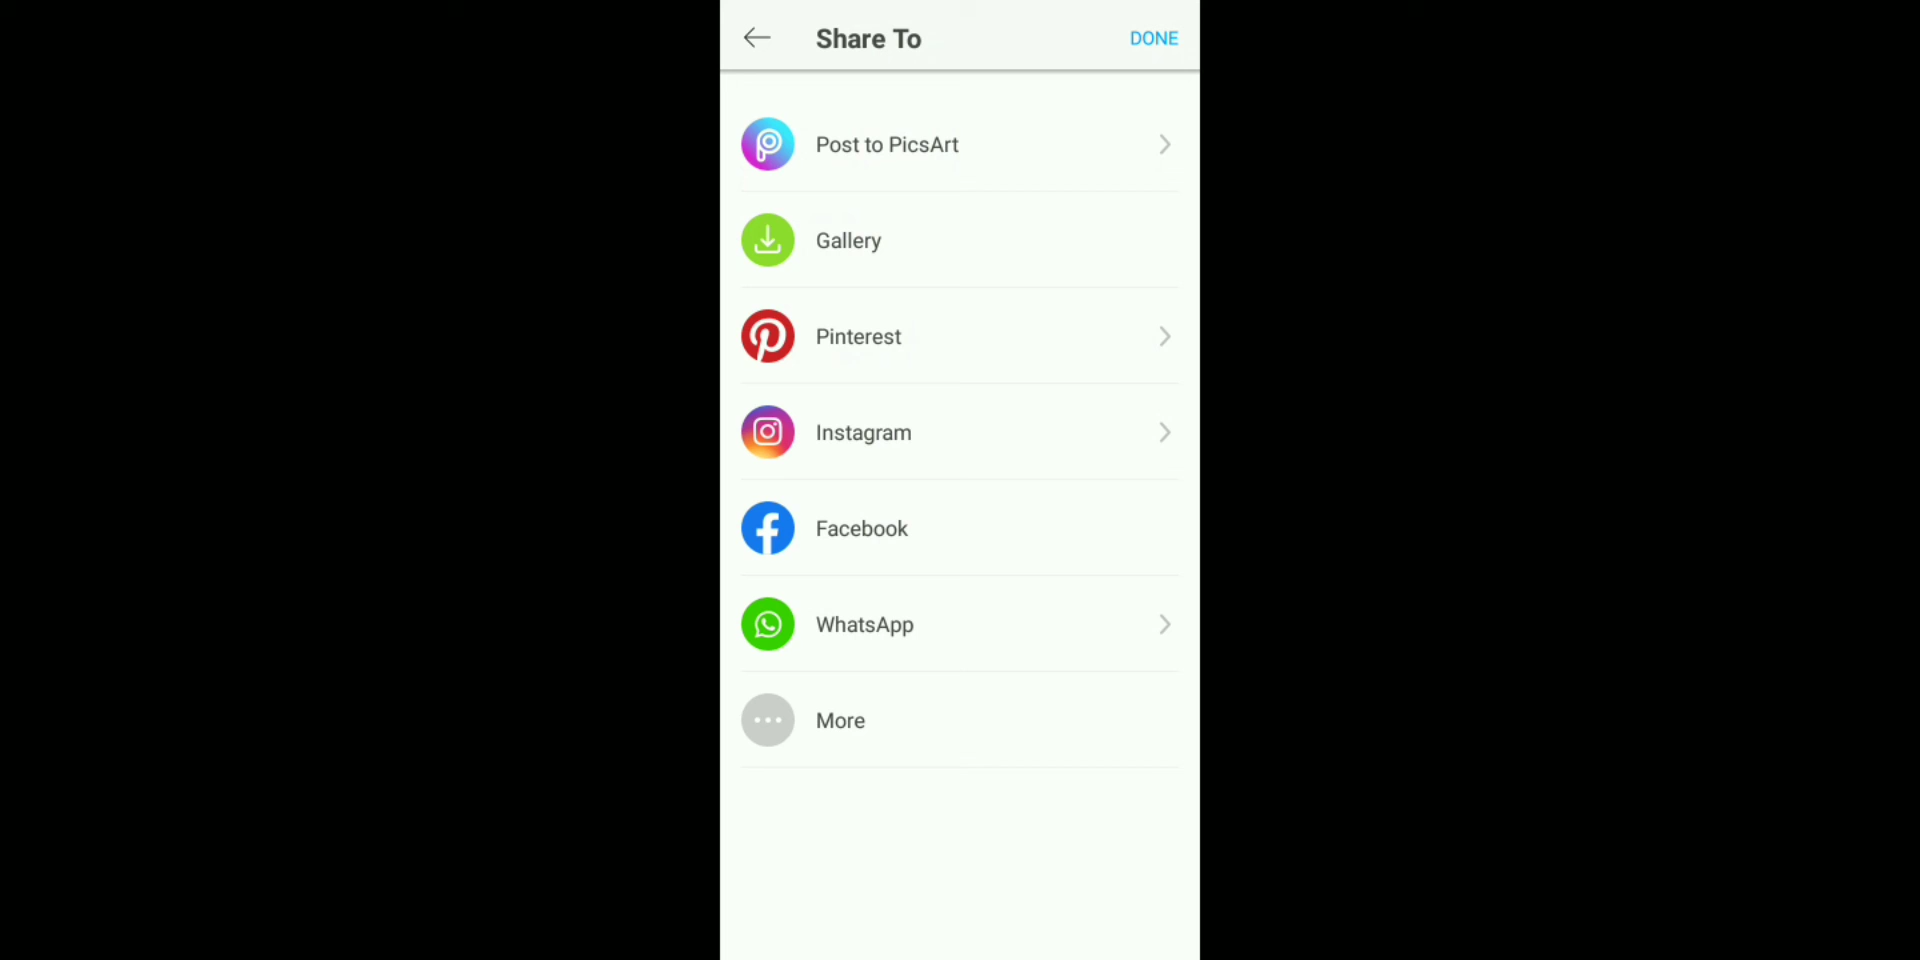 Share To
DONE
Post to PicsArt
Gallery
Pinterest
Instagram
Facebook
WhatsApp
More